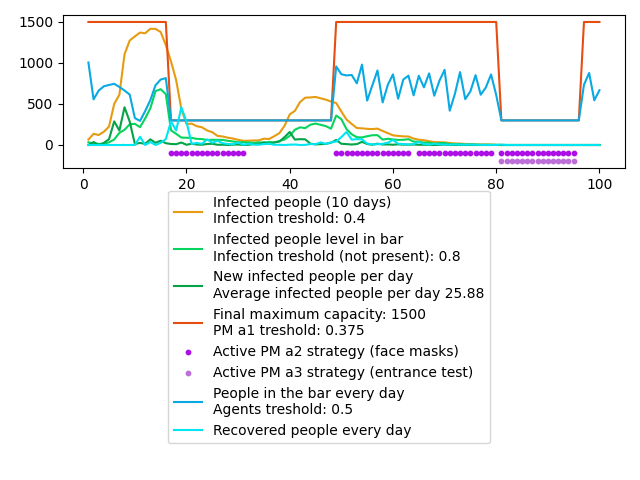 1500
1000
500
0
0
20
40
60
80
100
Infected people (10 days)
Infection treshold: 0.4
Infected people level in bar
Infection treshold (not present): 0.8
New infected people per day
Average infected people per day 25.88
Final maximum capacity: 1500
PM a1 treshold: 0.375
Active PM a2 strategy (face masks)
Active PM a3 strategy (entrance test)
People in the bar every day
Agents treshold: 0.5
Recovered people every day